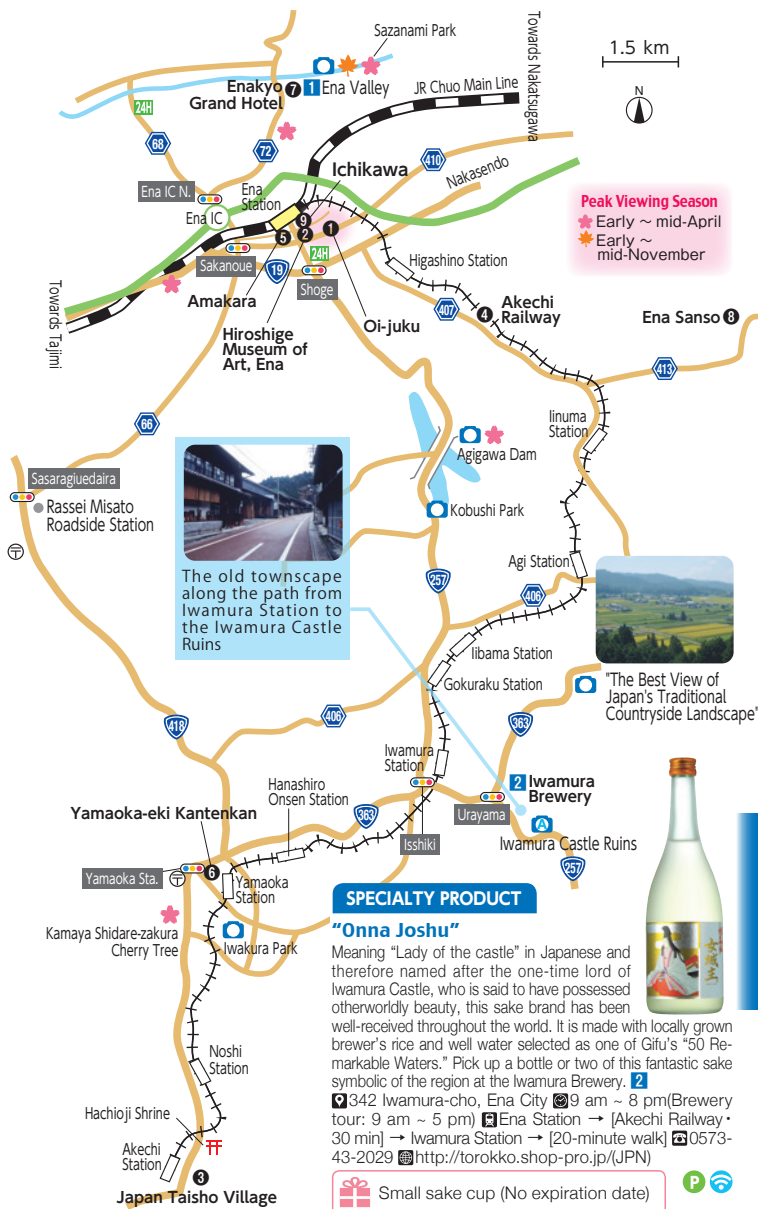 Sazanami Park
Towards Nakatsugawa
1.5 km
N
Enakyo
Grand Hotel
7
1 Ena Valley
JR Chuo Main Line
24H
68
72
410
Nakasendo
Ichikawa
Ena IC N.
Ena
Station
Ena IC
9
5
2
1
24H
Peak Viewing Season
Early ~ mid-April
Early ~
mid-November
Sakanoue
19
Shoge
Higashino Station
Towards Tajimi
Amakara
Hiroshige
Museum of
Art, Ena
Oi-juku
407
4
Akechi
Railway
Ena Sanso 8
413
66
Iinuma
Station
Agigawa Dam
Sasaragiuedaira
Rassei Misato
Roadside Station
〒
Kobushi Park
The old townscape
along the path from
Iwamura Station to
the Iwamura Castle
Ruins
257
Agi Station
406
Iibama Station
Gokuraku Station
"The Best View of
Japan's Traditional
Countryside Landscape"
363
418
406
Iwamura
Station
2 Iwamura
Brewery
Hanashiro
Onsen Station
363
Urayama
A
Iwamura Castle Ruins
Isshiki
257
Yamaoka-eki Kantenkan
Yamaoka Sta.
〒
6
Yamaoka
Station
Kamaya Shidare-zakura
Cherry Tree
Iwakura Park
女城主
Noshi
Station
Hachioji Shrine
Akechi
Station
3
Japan Taisho Village
SPECIALTY PRODUCT
"Onna Joshu"
Meaning “Lady of the castle” in Japanese and
therefore named after the one-time lord of
Iwamura Castle, who is said to have possessed
otherworldly beauty, this sake brand has been
well-received throughout the world. It is made with locally grown
brewer's rice and well water selected as one of Gifu's “50 Re-
markable Waters.” Pick up a bottle or two of this fantastic sake
symbolic of the region at the Iwamura Brewery. 2
342 Iwamura-cho, Ena City 9 am ~ 8 pm(Brewery
tour: 9 am ~ 5 pm) Ena Station → [Akechi Railway・
30 min] → Iwamura Station → [20-minute walk] 0573-
43-2029 http://torokko.shop-pro.jp/(JPN)
Small sake cup (No expiration date)
P